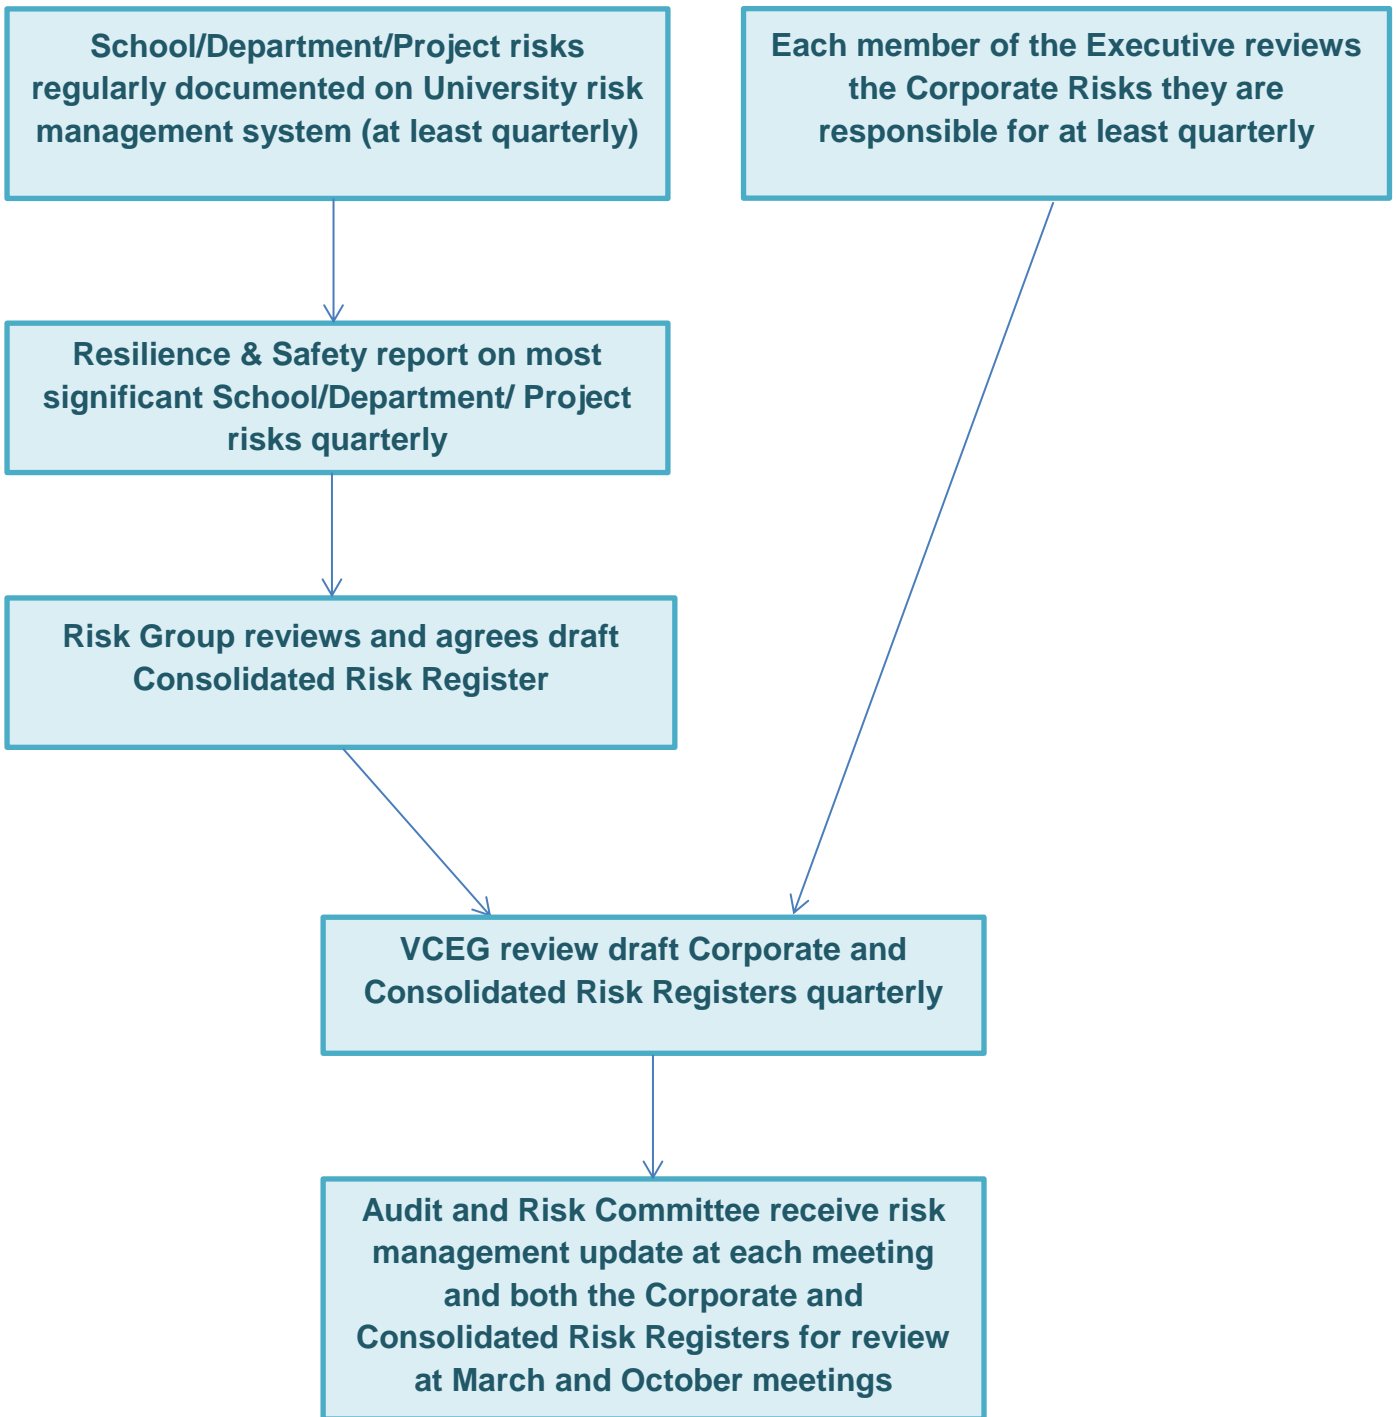 School/Department/Project risks
regularly documented on University risk
management system (at least quarterly)
Each member of the Executive reviews
the Corporate Risks they are
responsible for at least quarterly
Resilience & Safety report on most
significant School/Department/ Project
risks quarterly
Risk Group reviews and agrees draft
Consolidated Risk Register
VCEG review draft Corporate and
Consolidated Risk Registers quarterly
Audit and Risk Committee receive risk
management update at each meeting
and both the Corporate and
Consolidated Risk Registers for review
at March and October meetings